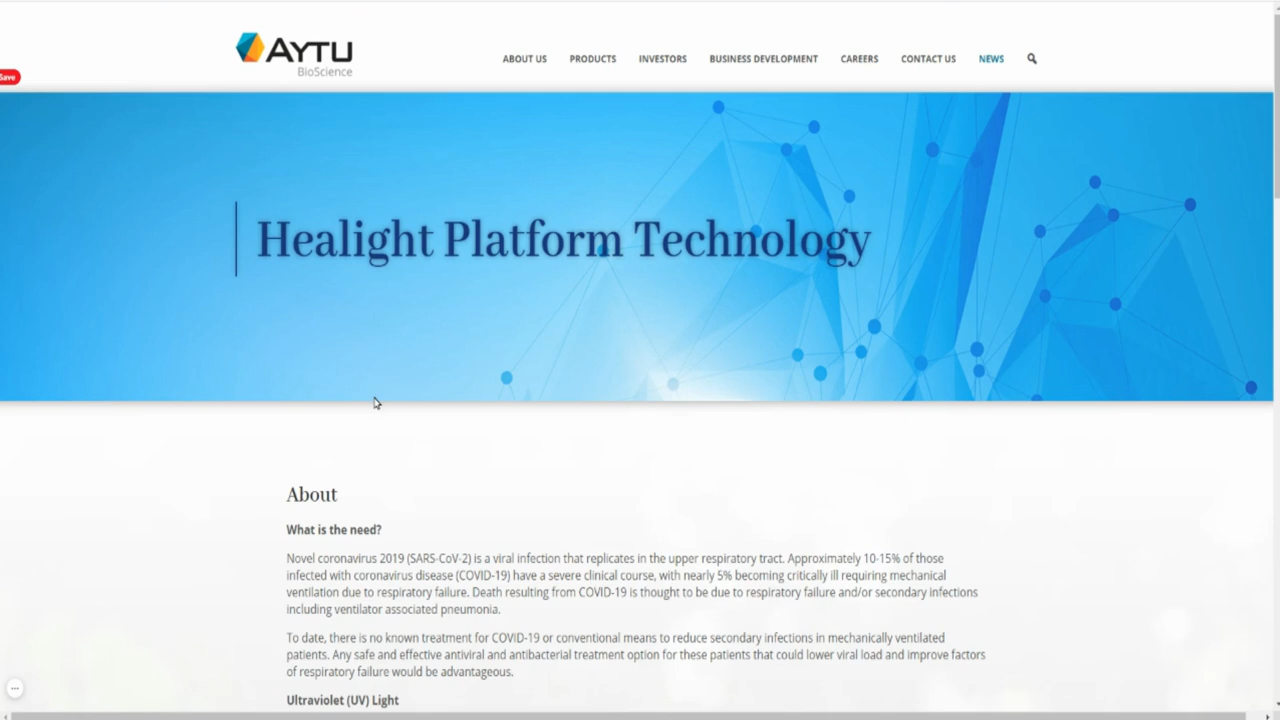 AYTU
BioScience
ABOUT US PRODUCTS INVESTORS BUSINESS DEVELOPMENT CAREERS CONTACT US NEWS
Save
Healight Platform Technology
About
What is the need?
Novel coronavirus 2019 (SARS-CoV-2) is a viral infection that replicates in the upper respiratory tract. Approximately 10-15% of those
infected with coronavirus disease (COVID-19) have a severe clinical course, with nearly 5% becoming critically ill requiring mechanical
ventilation due to respiratory failure. Death resulting from COVID-19 is thought to be due to respiratory failure and/or secondary infections
including ventilator associated pneumonia.
To date, there is no known treatment for COVID-19 or conventional means to reduce secondary infections in mechanically ventilated
patients. Any safe and effective antiviral and antibacterial treatment option for these patients that could lower viral load and improve factors
of respiratory failure would be advantageous.
Ultraviolet (UV) Light